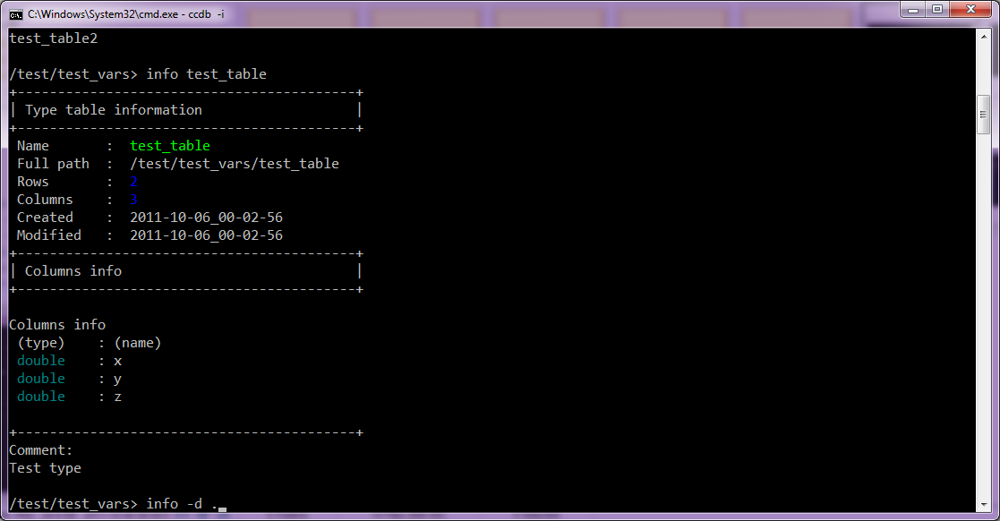 C:\Windows\System32\cmd.exe - ccdb -i
test_table2
/test/test_vars> info test_table
+------------------------------------------+
| Type table information                   |
+------------------------------------------+
 Name       :  test_table
 Full path  :  /test/test_vars/test_table
 Rows       :  2
 Columns    :  3
 Created    :  2011-10-06_00-02-56
 Modified   :  2011-10-06_00-02-56
+------------------------------------------+
| Columns info                             |
+------------------------------------------+
Columns info
 (type)    : (name)
 double    : x
 double    : y
 double    : z
+------------------------------------------+
Comment:
Test type
/test/test_vars> info -d ._